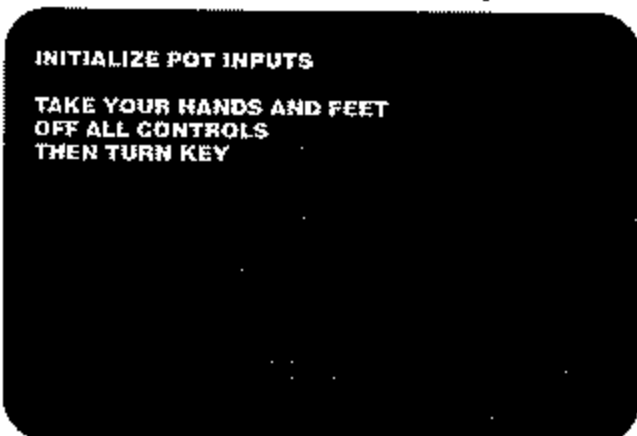 INITIALIZE POT INPUTS
TAKE YOUR HANDS AND FEET
OFF ALL CONTROLS
THEN TURN KEY